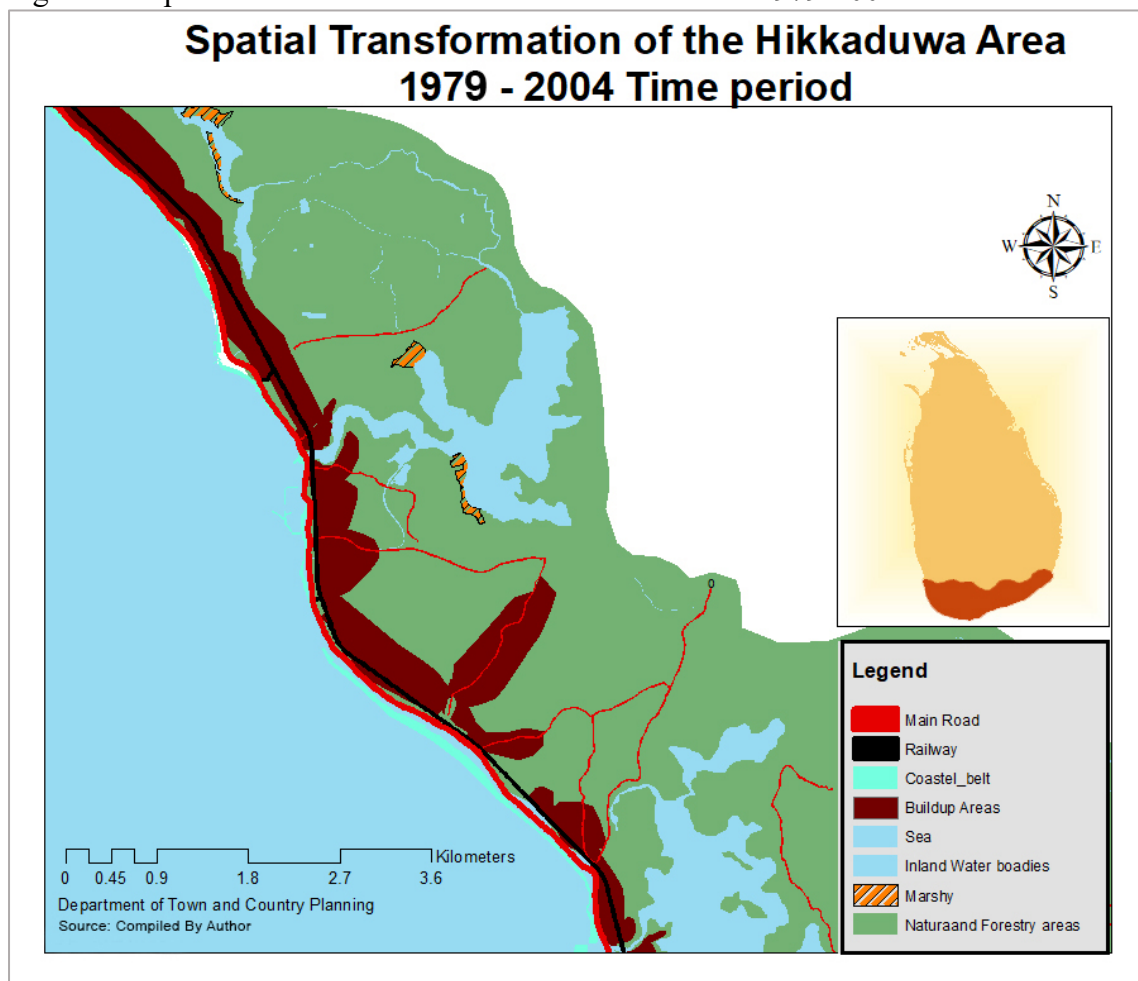 Spatial Transformation of the Hikkaduwa Area
1979 - 2004 Time period
N
W E
S
0
Legend
Main Road
Railway
Coastel_belt
Buildup Areas
Sea
Inland Water boadies
Marshy
Naturaand Forestry areas
Kilometers
0 0.45 0.9 1.8 2.7 3.6
Department of Town and Country Planning
Source: Compiled By Author